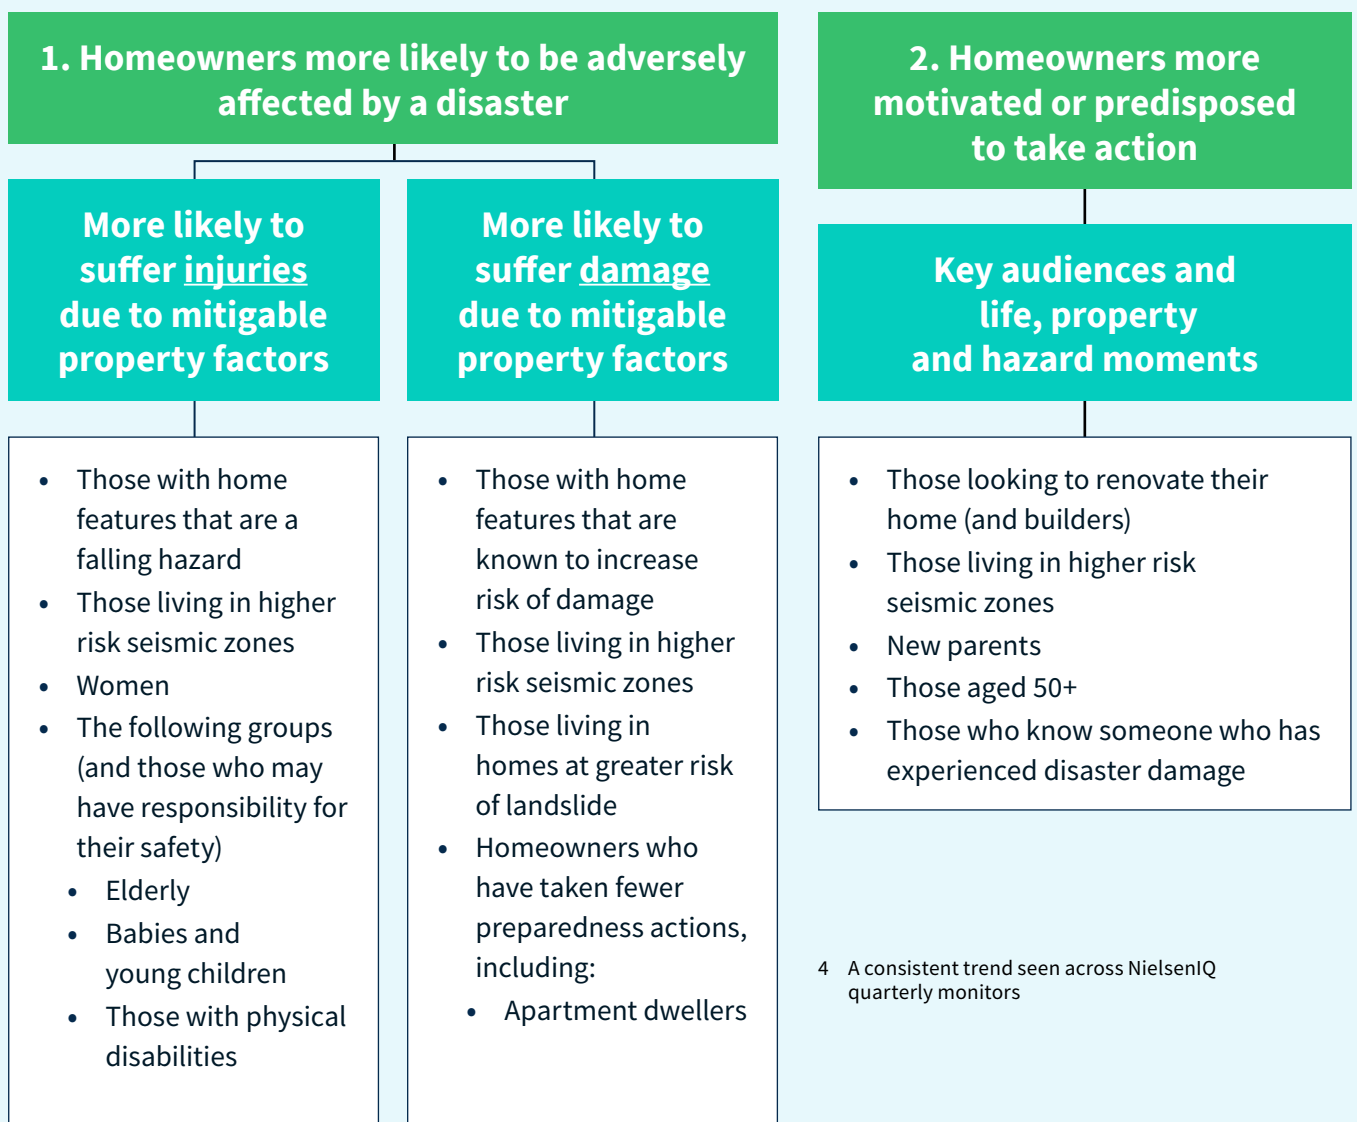 1. Homeowners more likely to be adversely
affected by a disaster
More likely to
suffer injuries
due to mitigable
property factors
• Those with home
features that are a
falling hazard
• Those living in higher
risk seismic zones
• Women
• The following groups
(and those who may
have responsibility for
their safety)
• Elderly
• Babies and
young children
• Those with physical
disabilities
More likely to
suffer damage
due to mitigable
property factors
• Those with home
features that are
known to increase
risk of damage
• Those living in higher
risk seismic zones
• Those living in
homes at greater risk
of landslide
• Homeowners who
have taken fewer
preparedness actions,
including:
• Apartment dwellers
2. Homeowners more
motivated or predisposed
to take action
Key audiences and
life, property
and hazard moments
• Those looking to renovate their
home (and builders)
• Those living in higher risk
seismic zones
• New parents
• Those aged 50+
• Those who know someone who has
experienced disaster damage
4 A consistent trend seen across NielsenIQ
quarterly monitors